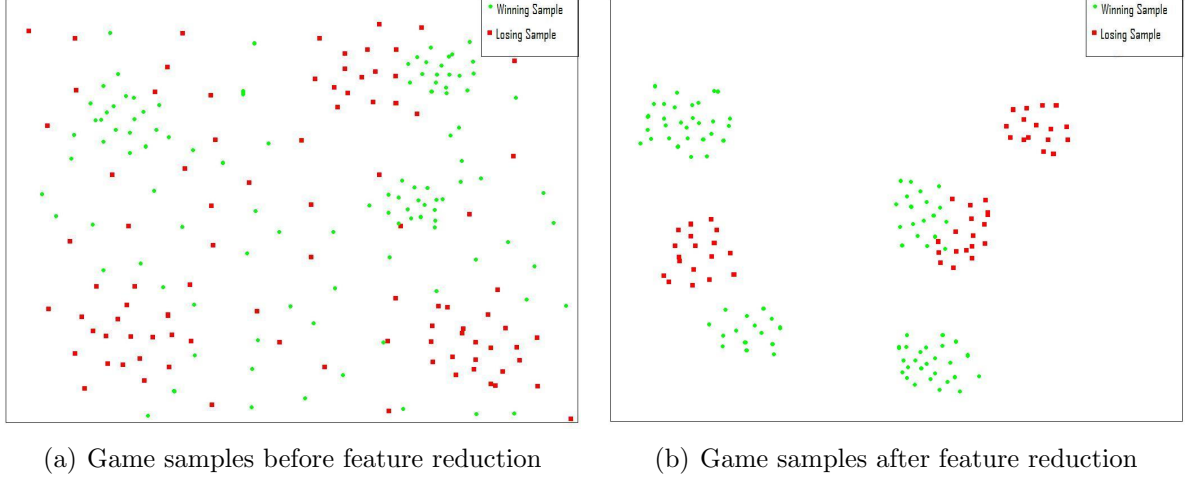 Winning Sample
Losing Sample
Winning Sample
Losing Sample
(a) Game samples before feature reduction
(b) Game samples after feature reduction